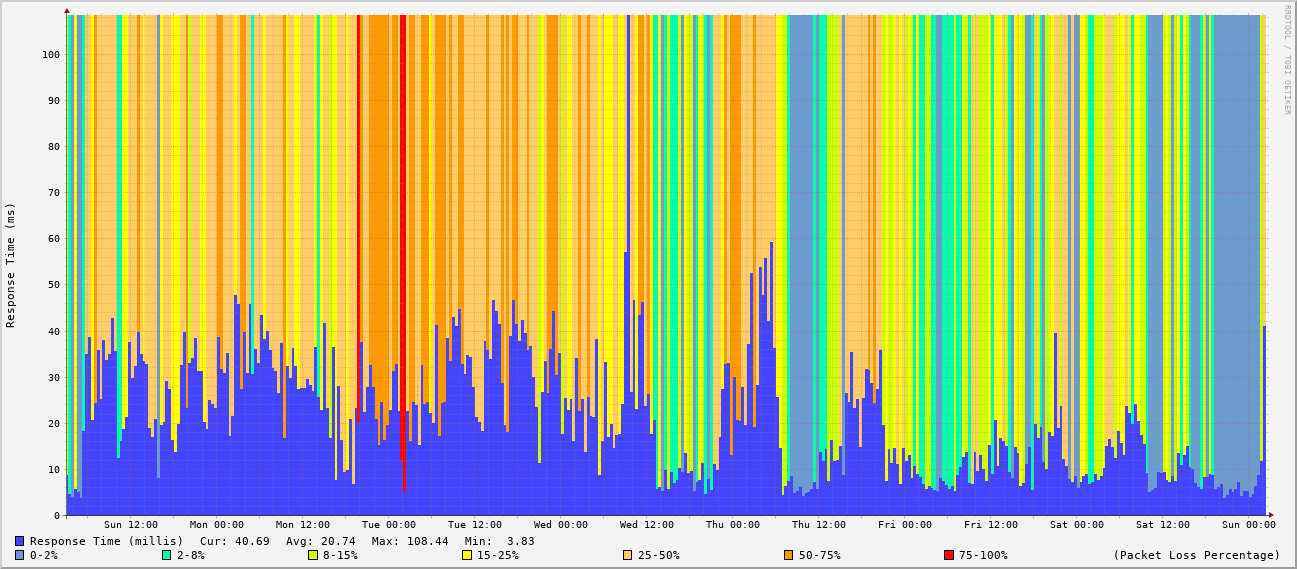 RRDTOOL / TOBI OETIKER
Response Time (ms)
100
90
80
70
60
50
40
30
20
10
0
Sun 12:00 Mon 00:00 Mon 12:00 Tue 00:00 Tue 12:00 Wed 00:00 Wed 12:00 Thu 00:00 Thu 12:00 Fri 00:00 Fri 12:00 Sat 00:00 Sat 12:00 Sun 00:00
Response Time (millis) Cur: 40.69 Avg: 20.74 Max: 108.44 Min: 3.83
0-2% 2-8% 8-15% 15-25% 25-50% 50-75% 75-100% (Packet Loss Percentage)